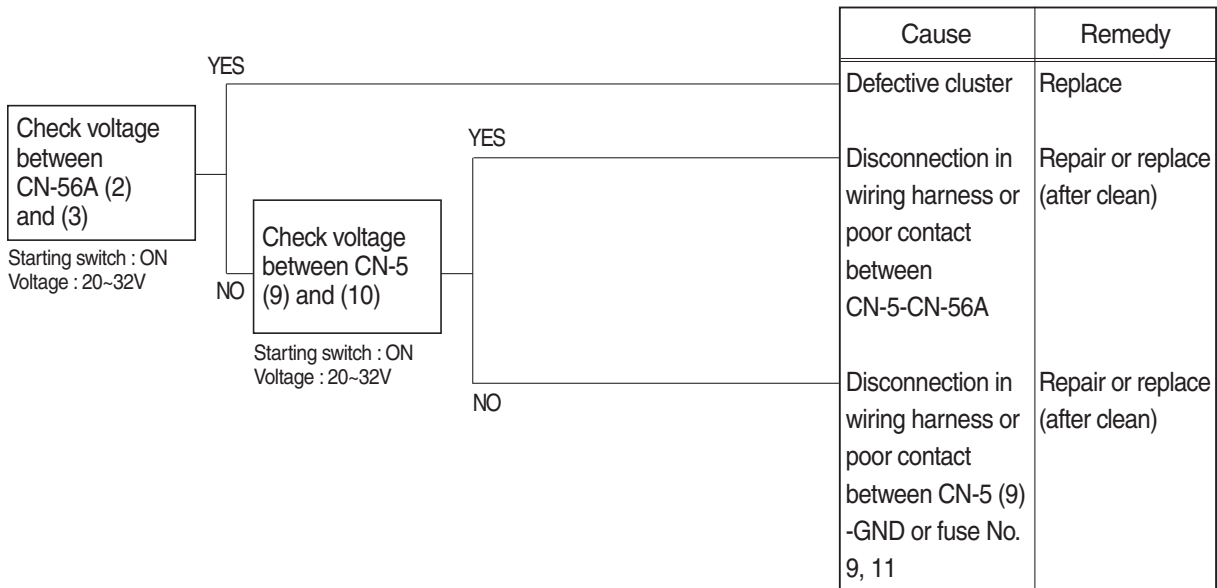 YES
Check voltage
between
CN-56A (2)
and (3)
Starting switch : ON
Voltage : 20~32V
NO
Check voltage
between CN-5
(9) and (10)
Starting switch : ON
Voltage : 20~32V
YES
NO
Cause
Remedy
Defective cluster
Replace
Disconnection in
wiring harness or
poor contact
between
CN-5-CN-56A
Repair or replace
(after clean)
Disconnection in
wiring harness or
poor contact
between CN-5 (9)
-GND or fuse No.
9, 11
Repair or replace
(after clean)